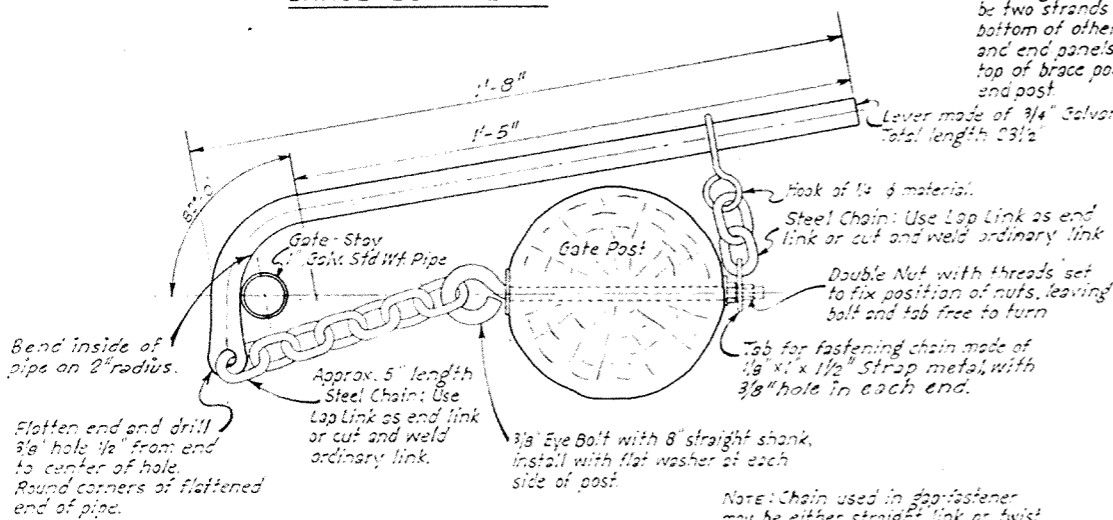 be two strands
bottom of other
and end panels
top of brace po
end post.
1'-8"
1'-5"
Lever made of 3/4" Galvan
Total length 23 1/2"
Hook of 1/4 ɸ material.
Steel Chain: Use Lap Link as end
link or cut and weld ordinary link
Gate Post
Gate-Stay
1" Galv. Std Wt. Pipe
Double Nut with threads set
to fix position of nuts, leaving
bolt and tab free to turn
Bend inside of
pipe on 2" radius.
Tab for fastening chain made of
1/8" x 1" x 1 1/2" Strap metal, with
3/8" hole in each end.
Approx. 5" length
Steel Chain: Use
Lap Link as end link
or cut and weld
ordinary link.
Flatten end and drill
3/8" hole 1/2" from end
to center of hole.
Round corners of flattened
end of pipe.
3/8" Eye Bolt with 8" straight shank,
install with flat washer at each
side of post.
NOTE: Chain used in gap-fastener
may be either straight link or twist